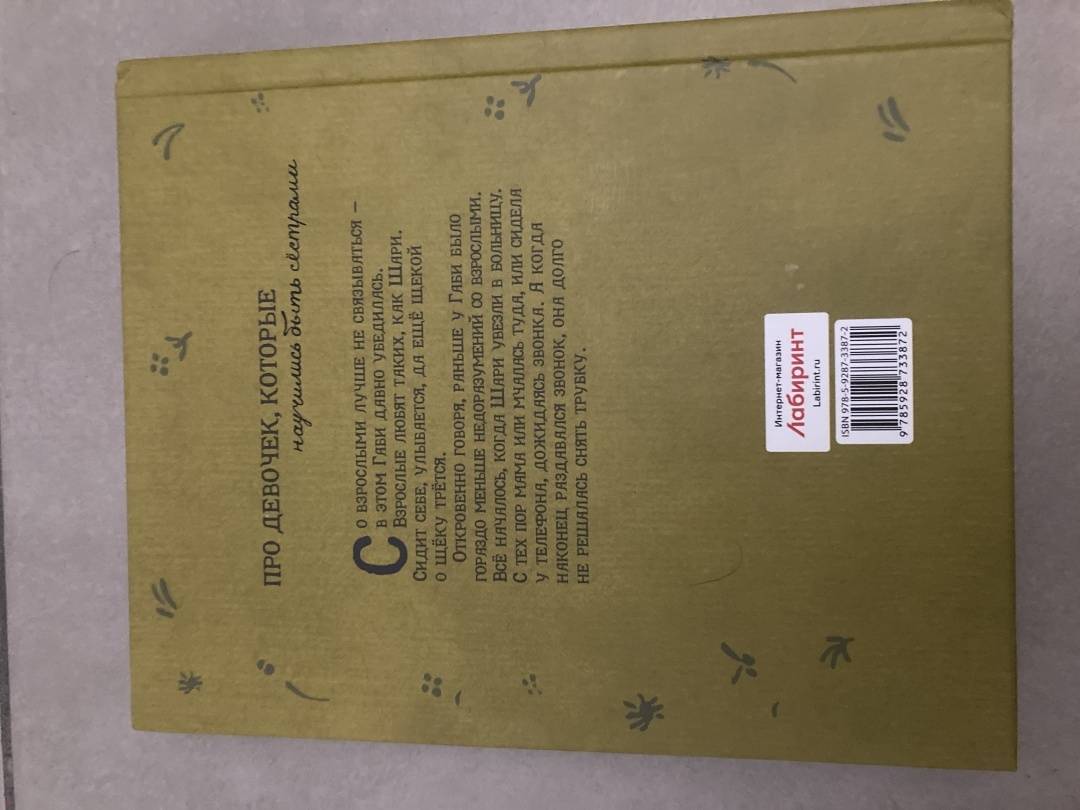 ПРО ДЕВОЧЕК, КОТОРЫЕ
научились быть сёстрами
Со взрослыми лучше не связываться –
в этом Габи давно убедилась.
Взрослые любят таких, как Шари.
Сидит себе, улыбается, да ещё щекой
о щёку трётся.
Откровенно говоря, раньше у Габи было
гораздо меньше недоразумений со взрослыми.
Всё началось, когда Шари увезли в больницу.
С тех пор мама или мчалась туда, или сидела
у телефона, дожидаясь звонка. А когда
наконец раздавался звонок, она долго
не решалась снять трубку.
Интернет-магазин
Лабиринт
Labirint.ru
ISBN 978-5-9287-3387-2
9 785928 733872